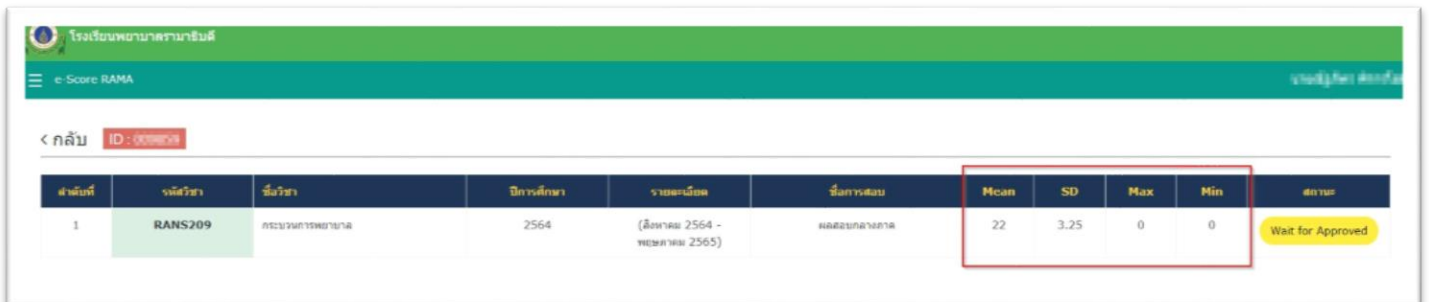 โรงเรียนพยาบาลรามาธิบดี
e-Score RAMA
< กลับ ID :
ลำดับที่ รหัสวิชา ชื่อวิชา ปีการศึกษา รายละเอียด ชื่อการสอบ Mean SD Max Min สถานะ
1 RANS209 กระบวนการพยาบาล 2564 (สิงหาคม 2564 - ผลสอบกลางภาค 22 3.25 0 0 Wait for Approved
พฤษภาคม 2565)